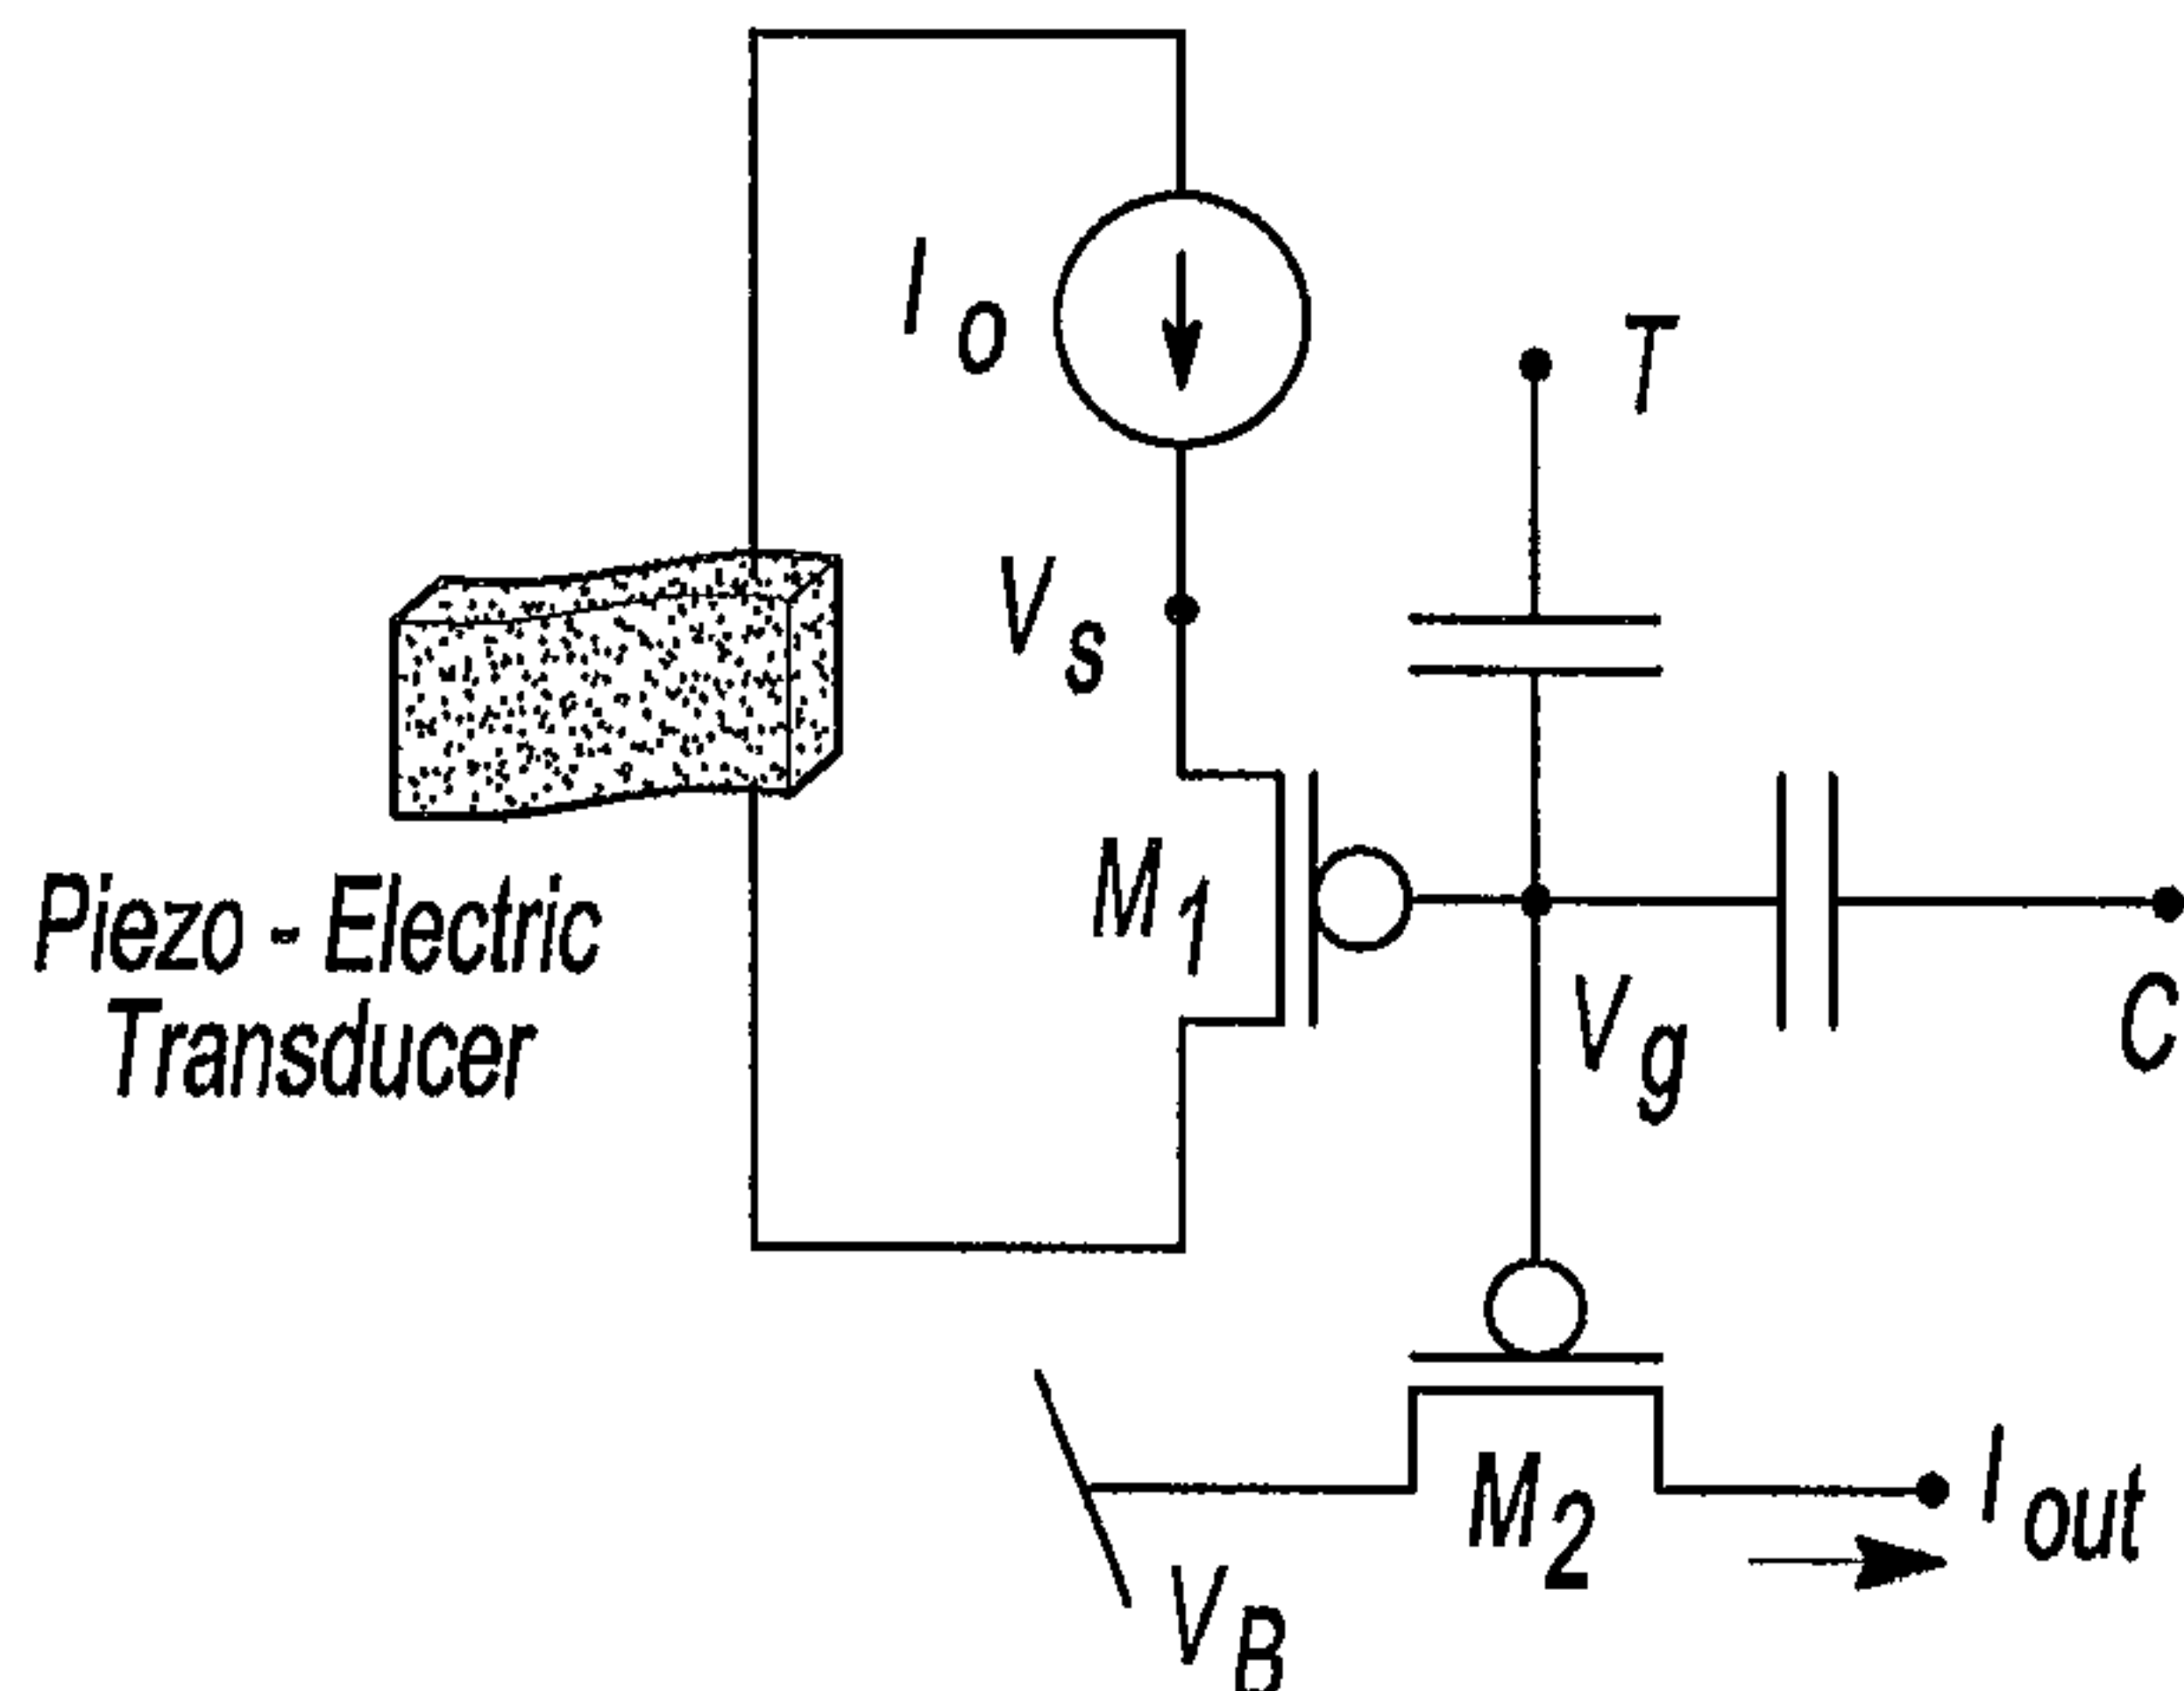 I o
T
V s
M 1
Piezo - Electric
Transducer
V g
C
M 2
I out
V B